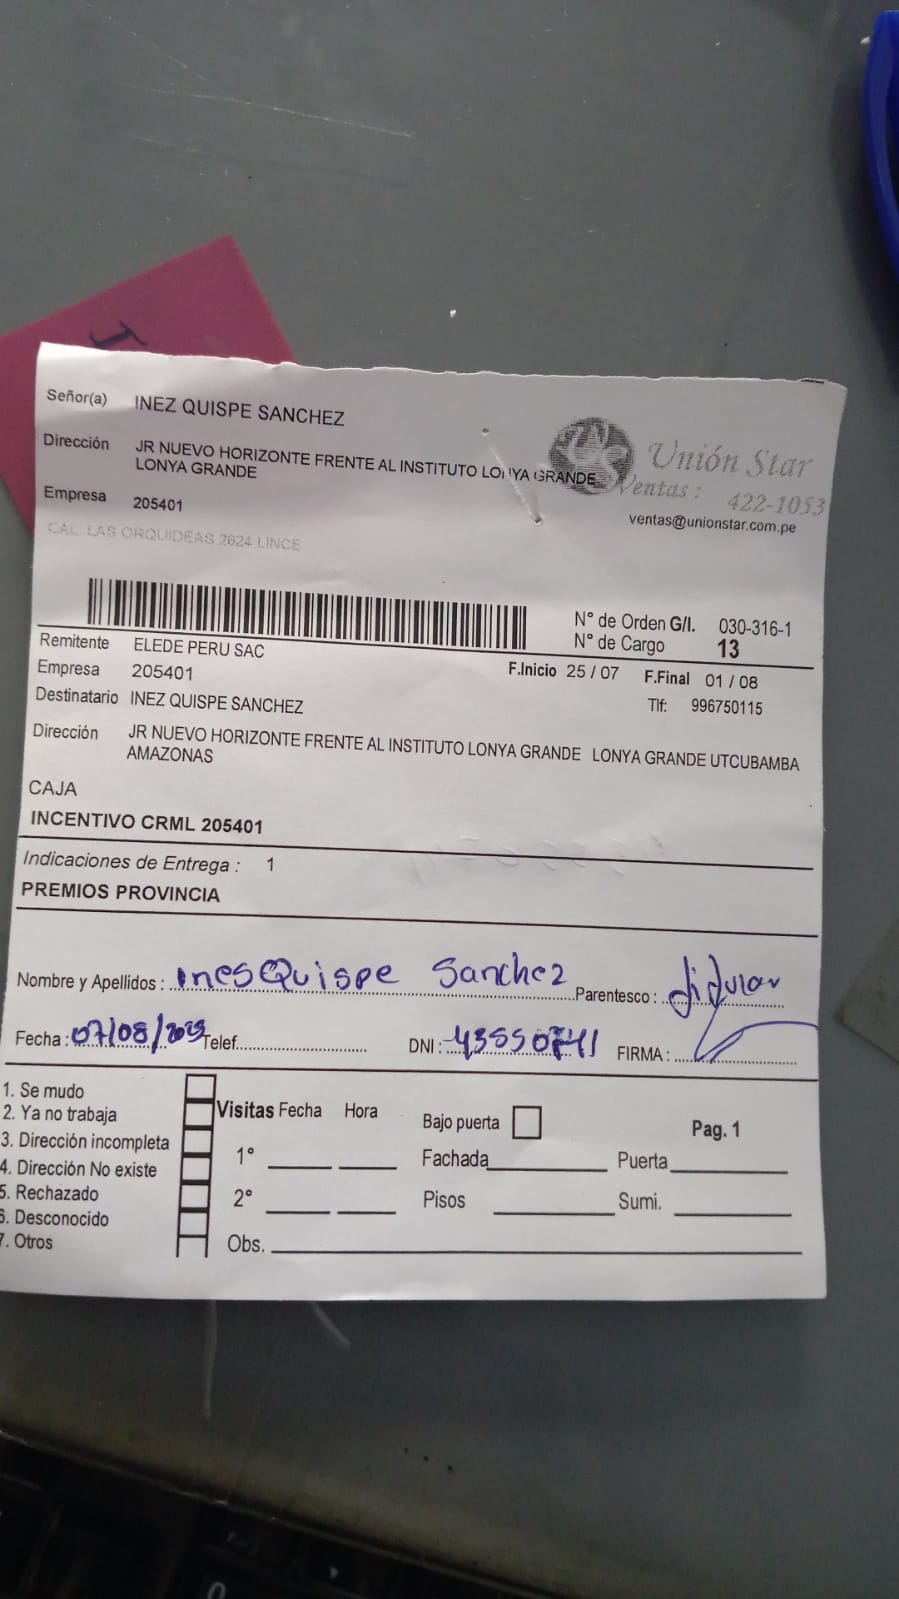 Señor(a) INEZ QUISPE SANCHEZ
Dirección JR NUEVO HORIZONTE FRENTE AL INSTITUTO LONYA GRANDE
LONYA GRANDE
Empresa 205401
CAL. LAS ORQUIDEAS 2624 LINCE
Unión Star
Ventas : 422-1053
ventas@unionstar.com.pe
N° de Orden G/I. 030-316-1
N° de Cargo 13
Remitente ELEDE PERU SAC
F.Inicio 25 / 07 F.Final 01 / 08
Empresa 205401
Tlf: 996750115
Destinatario INEZ QUISPE SANCHEZ
Dirección JR NUEVO HORIZONTE FRENTE AL INSTITUTO LONYA GRANDE LONYA GRANDE UTCUBAMBA
AMAZONAS
CAJA
INCENTIVO CRML 205401
Indicaciones de Entrega : 1
PREMIOS PROVINCIA
Nombre y Apellidos : Ines Quispe Sanchez Parentesco :
Fecha : 07/08/2023 Telef. DNI : 43550741 FIRMA :
1. Se mudo
2. Ya no trabaja
3. Dirección incompleta
4. Dirección No existe
5. Rechazado
6. Desconocido
7. Otros
Visitas Fecha Hora Bajo puerta Pag. 1
1° Fachada Puerta
2° Pisos Sumi.
Obs.